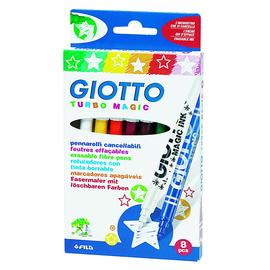 GIOTTO
TURBO MAGIC
pennarelli cancellabili
feutres effaçables
erasable fibre pens
rotuladores con
tinta borrable
marcadores apagáveis
Fasermaler mit
löschbaren Farben
MAGIC INK
GIOTTO
8
pcs
FILA